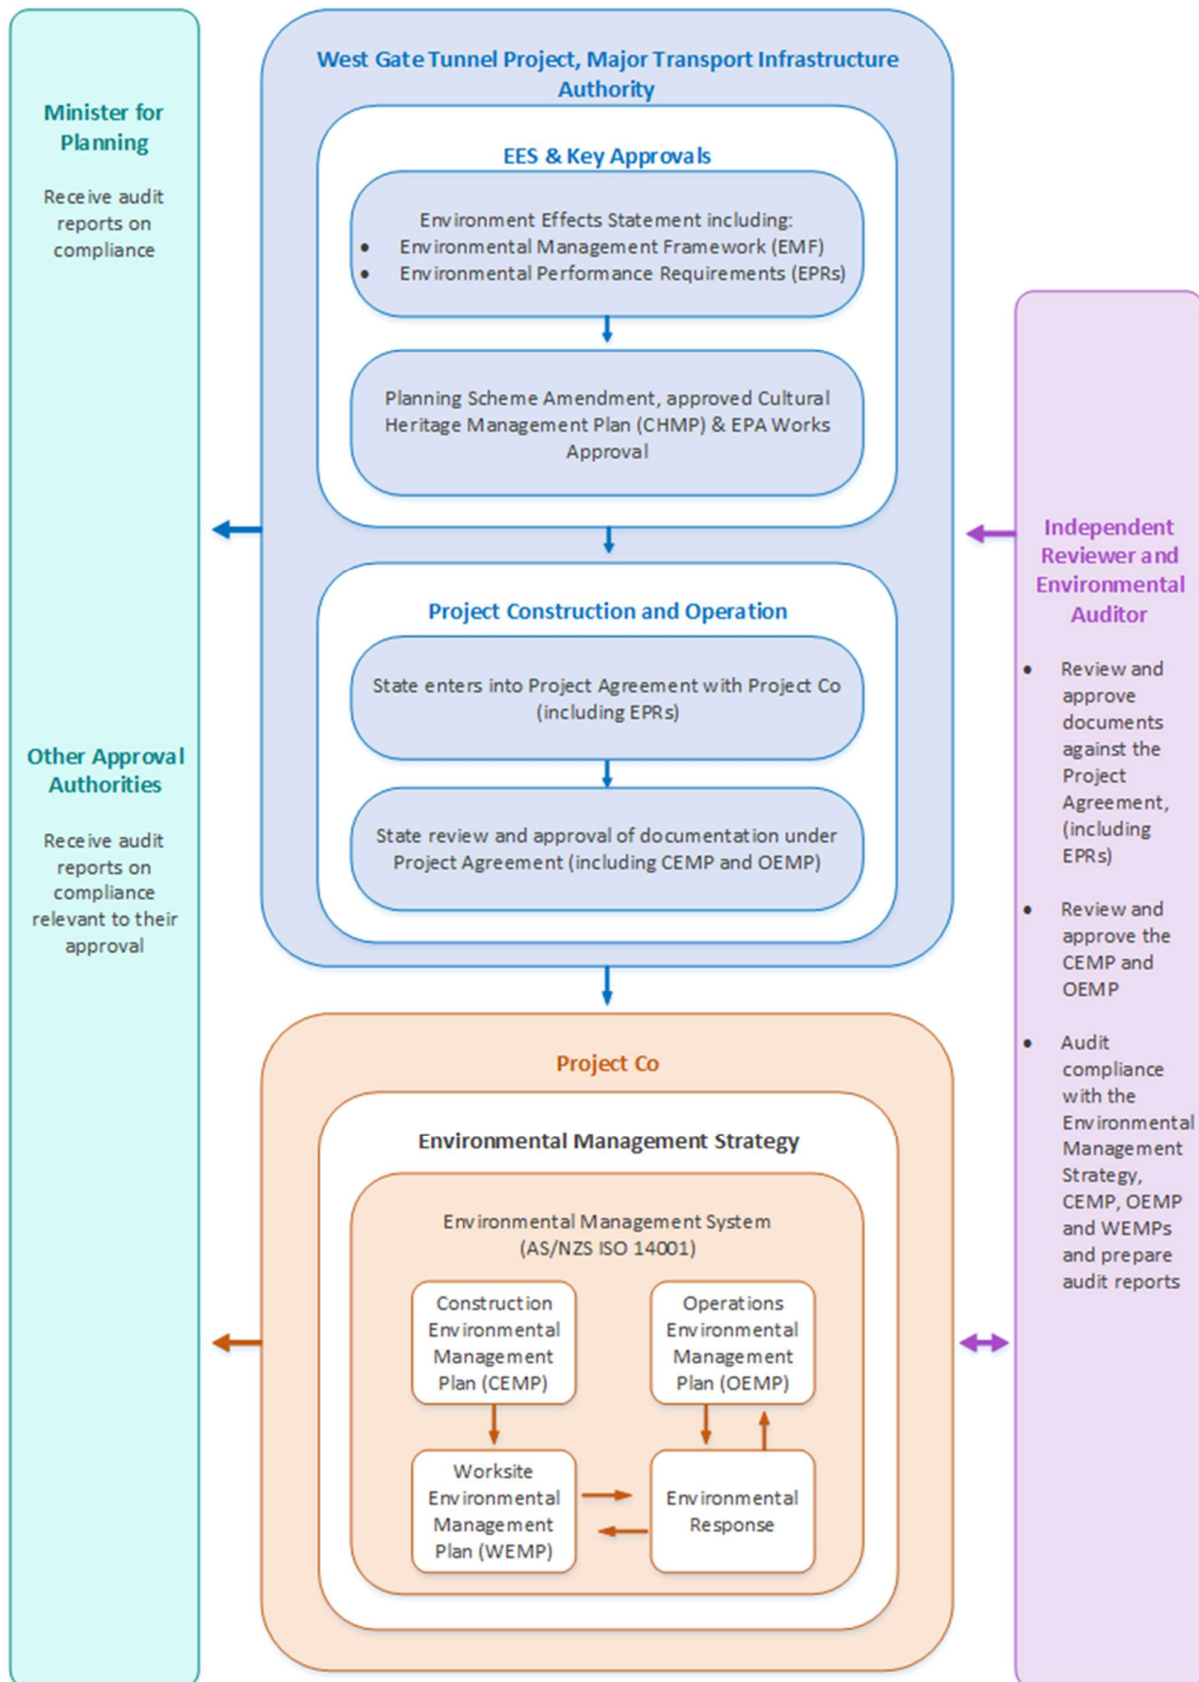 Minister for
Planning
Receive audit
reports on
compliance
Other Approval
Authorities
Receive audit
reports on
compliance
relevant to their
approval
West Gate Tunnel Project, Major Transport Infrastructure
Authority
EES & Key Approvals
Environment Effects Statement including:
• Environmental Management Framework (EMF)
• Environmental Performance Requirements (EPRs)
Planning Scheme Amendment, approved Cultural
Heritage Management Plan (CHMP) & EPA Works
Approval
Project Construction and Operation
State enters into Project Agreement with Project Co
(including EPRs)
State review and approval of documentation under
Project Agreement (including CEMP and OEMP)
Project Co
Environmental Management Strategy
Environmental Management System
(AS/NZS ISO 14001)
Construction
Environmental
Management
Plan (CEMP)
Operations
Environmental
Management
Plan (OEMP)
Worksite
Environmental
Management
Plan (WEMP)
Environmental
Response
Independent
Reviewer and
Environmental
Auditor
• Review and
approve
documents
against the
Project
Agreement,
(including
EPRs)
• Review and
approve the
CEMP and
OEMP
• Audit
compliance
with the
Environmental
Management
Strategy,
CEMP, OEMP
and WEMPs
and prepare
audit reports